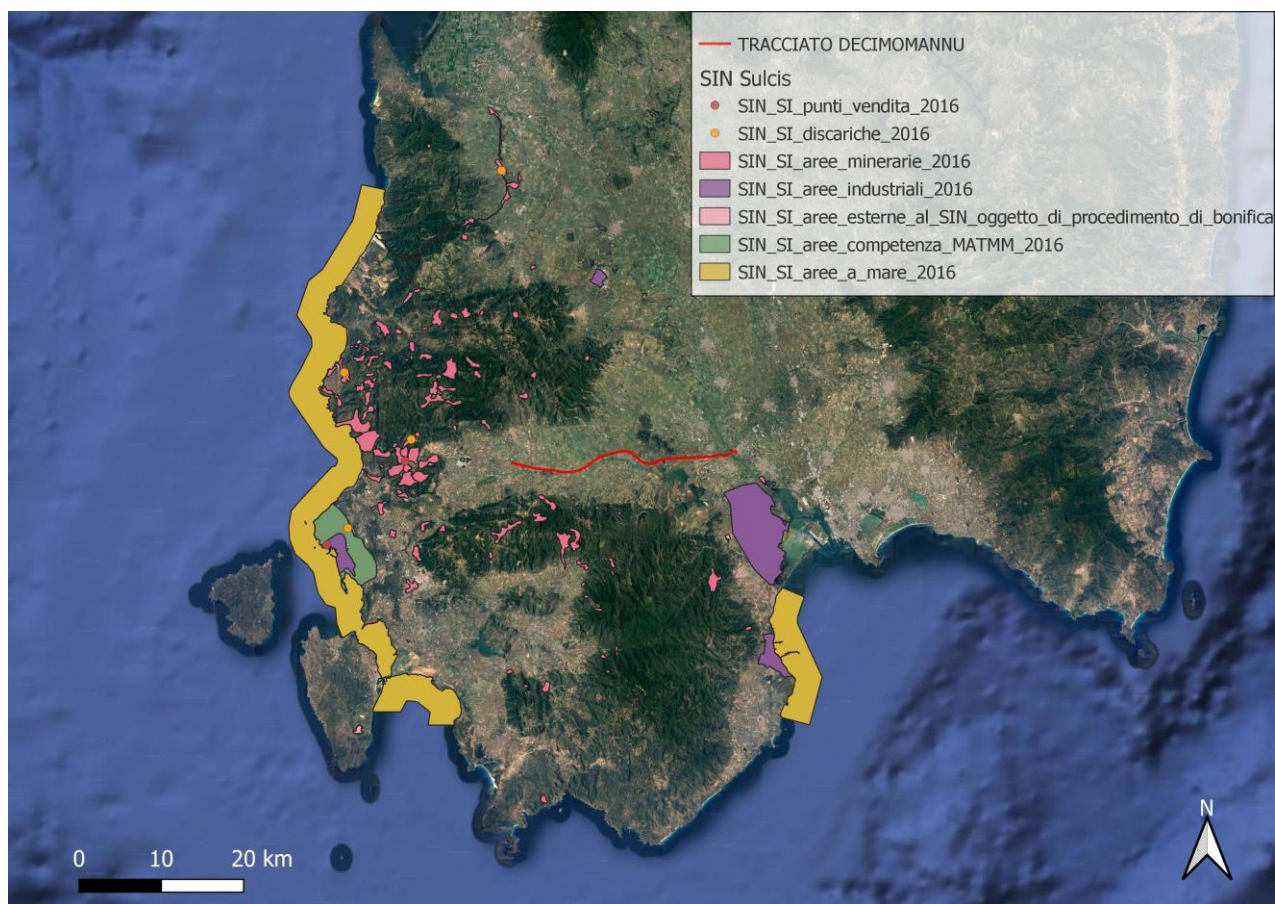 TRACCIATO DECIMOMANNU
SIN Sulcis
SIN_SI_punti_vendita_2016
SIN_SI_discariche_2016
SIN_SI_aree_minerarie_2016
SIN_SI_aree_industriali_2016
SIN_SI_aree_esterne_al_SIN_oggetto_di_procedimento_di_bonifica
SIN_SI_aree_competenza_MATMM_2016
SIN_SI_aree_a_mare_2016
N
0 10 20 km